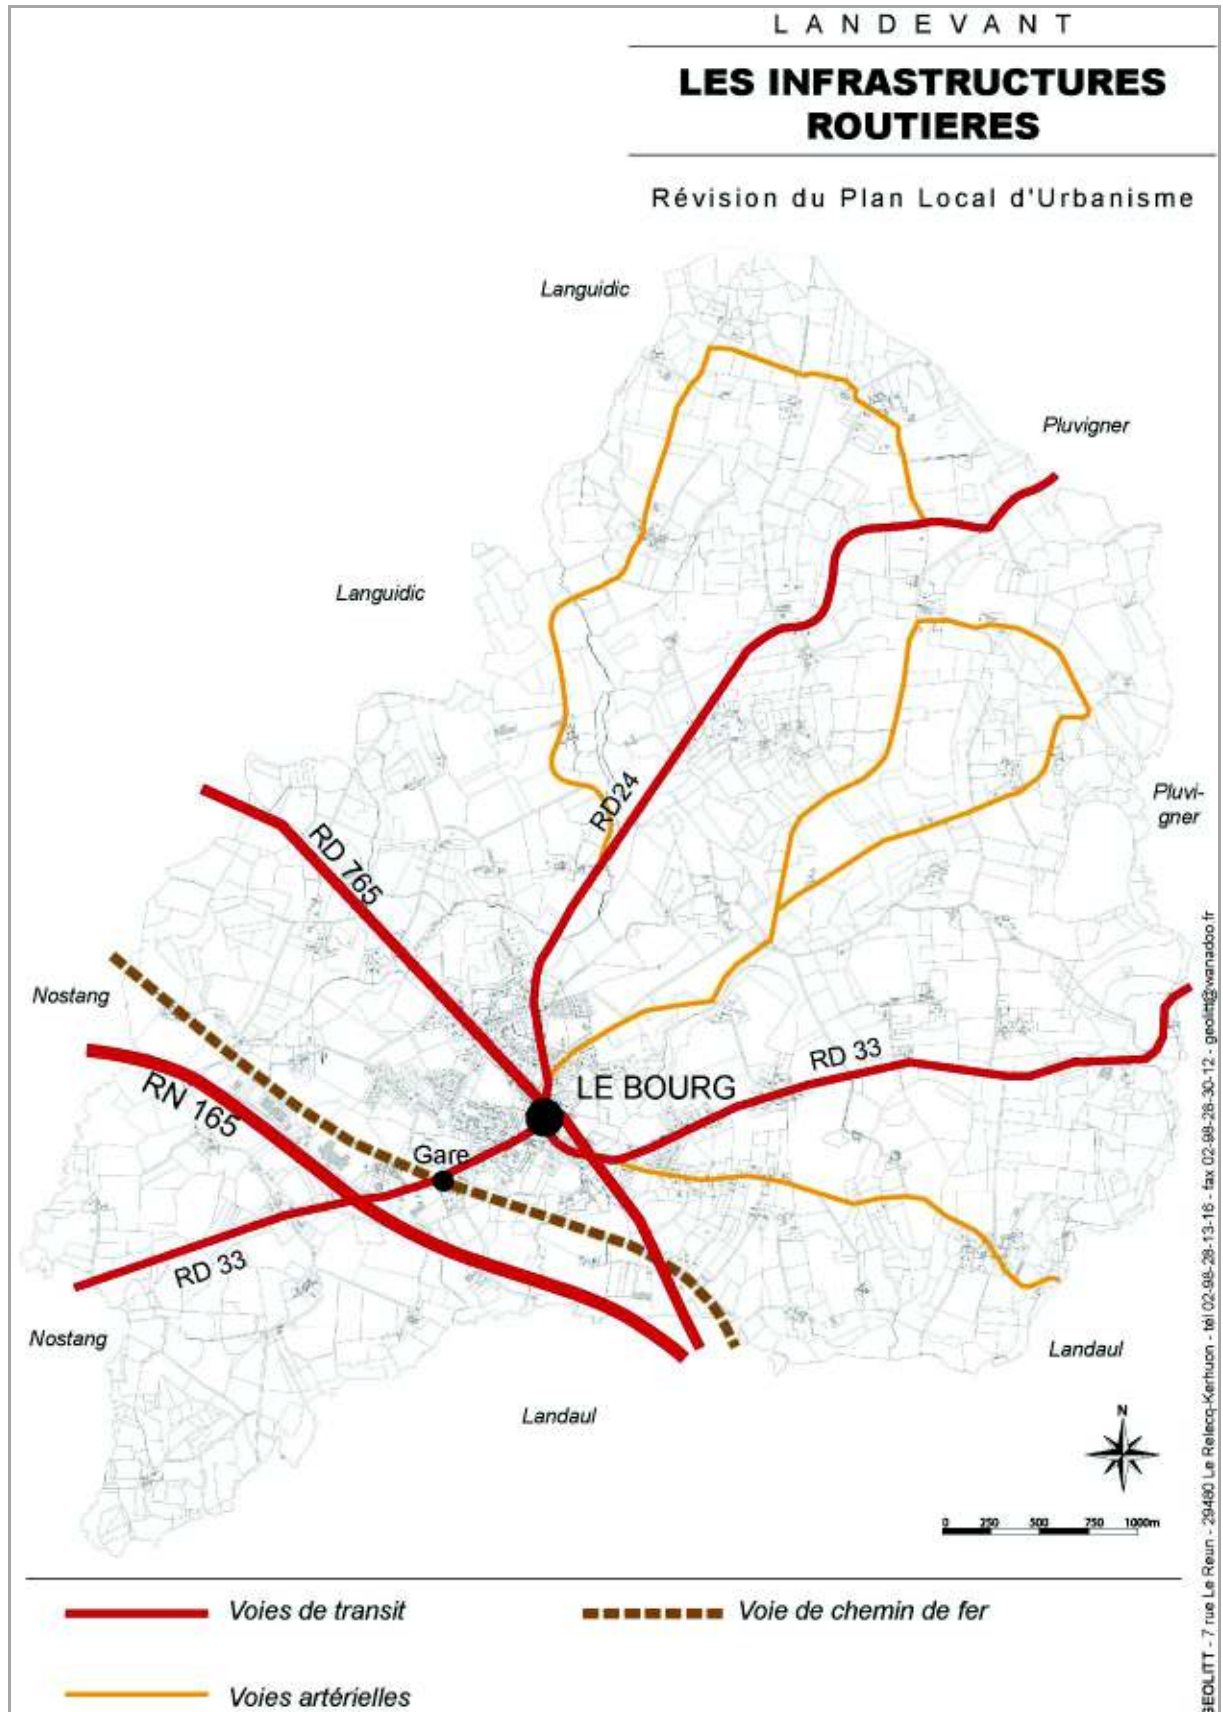 LANDEVANT
LES INFRASTRUCTURES
ROUTIERES
Révision du Plan Local d'Urbanisme
Languidic
Pluvigner
Languidic
RD24
Pluvi-
gner
RD 765
Nostang
RD 33
RN 165
LE BOURG
Gare
RD 33
Nostang
Landaul
Landaul
N
0 250 500 750 1000m
Voies de transit
Voie de chemin de fer
Voies artérielles
GEOLITT - 7 rue Le Reun - 29480 Le Relecq-Kerhuon - tél 02-98-28-13-16 - fax 02-98-28-30-12 - geolitt@wanadoo.fr